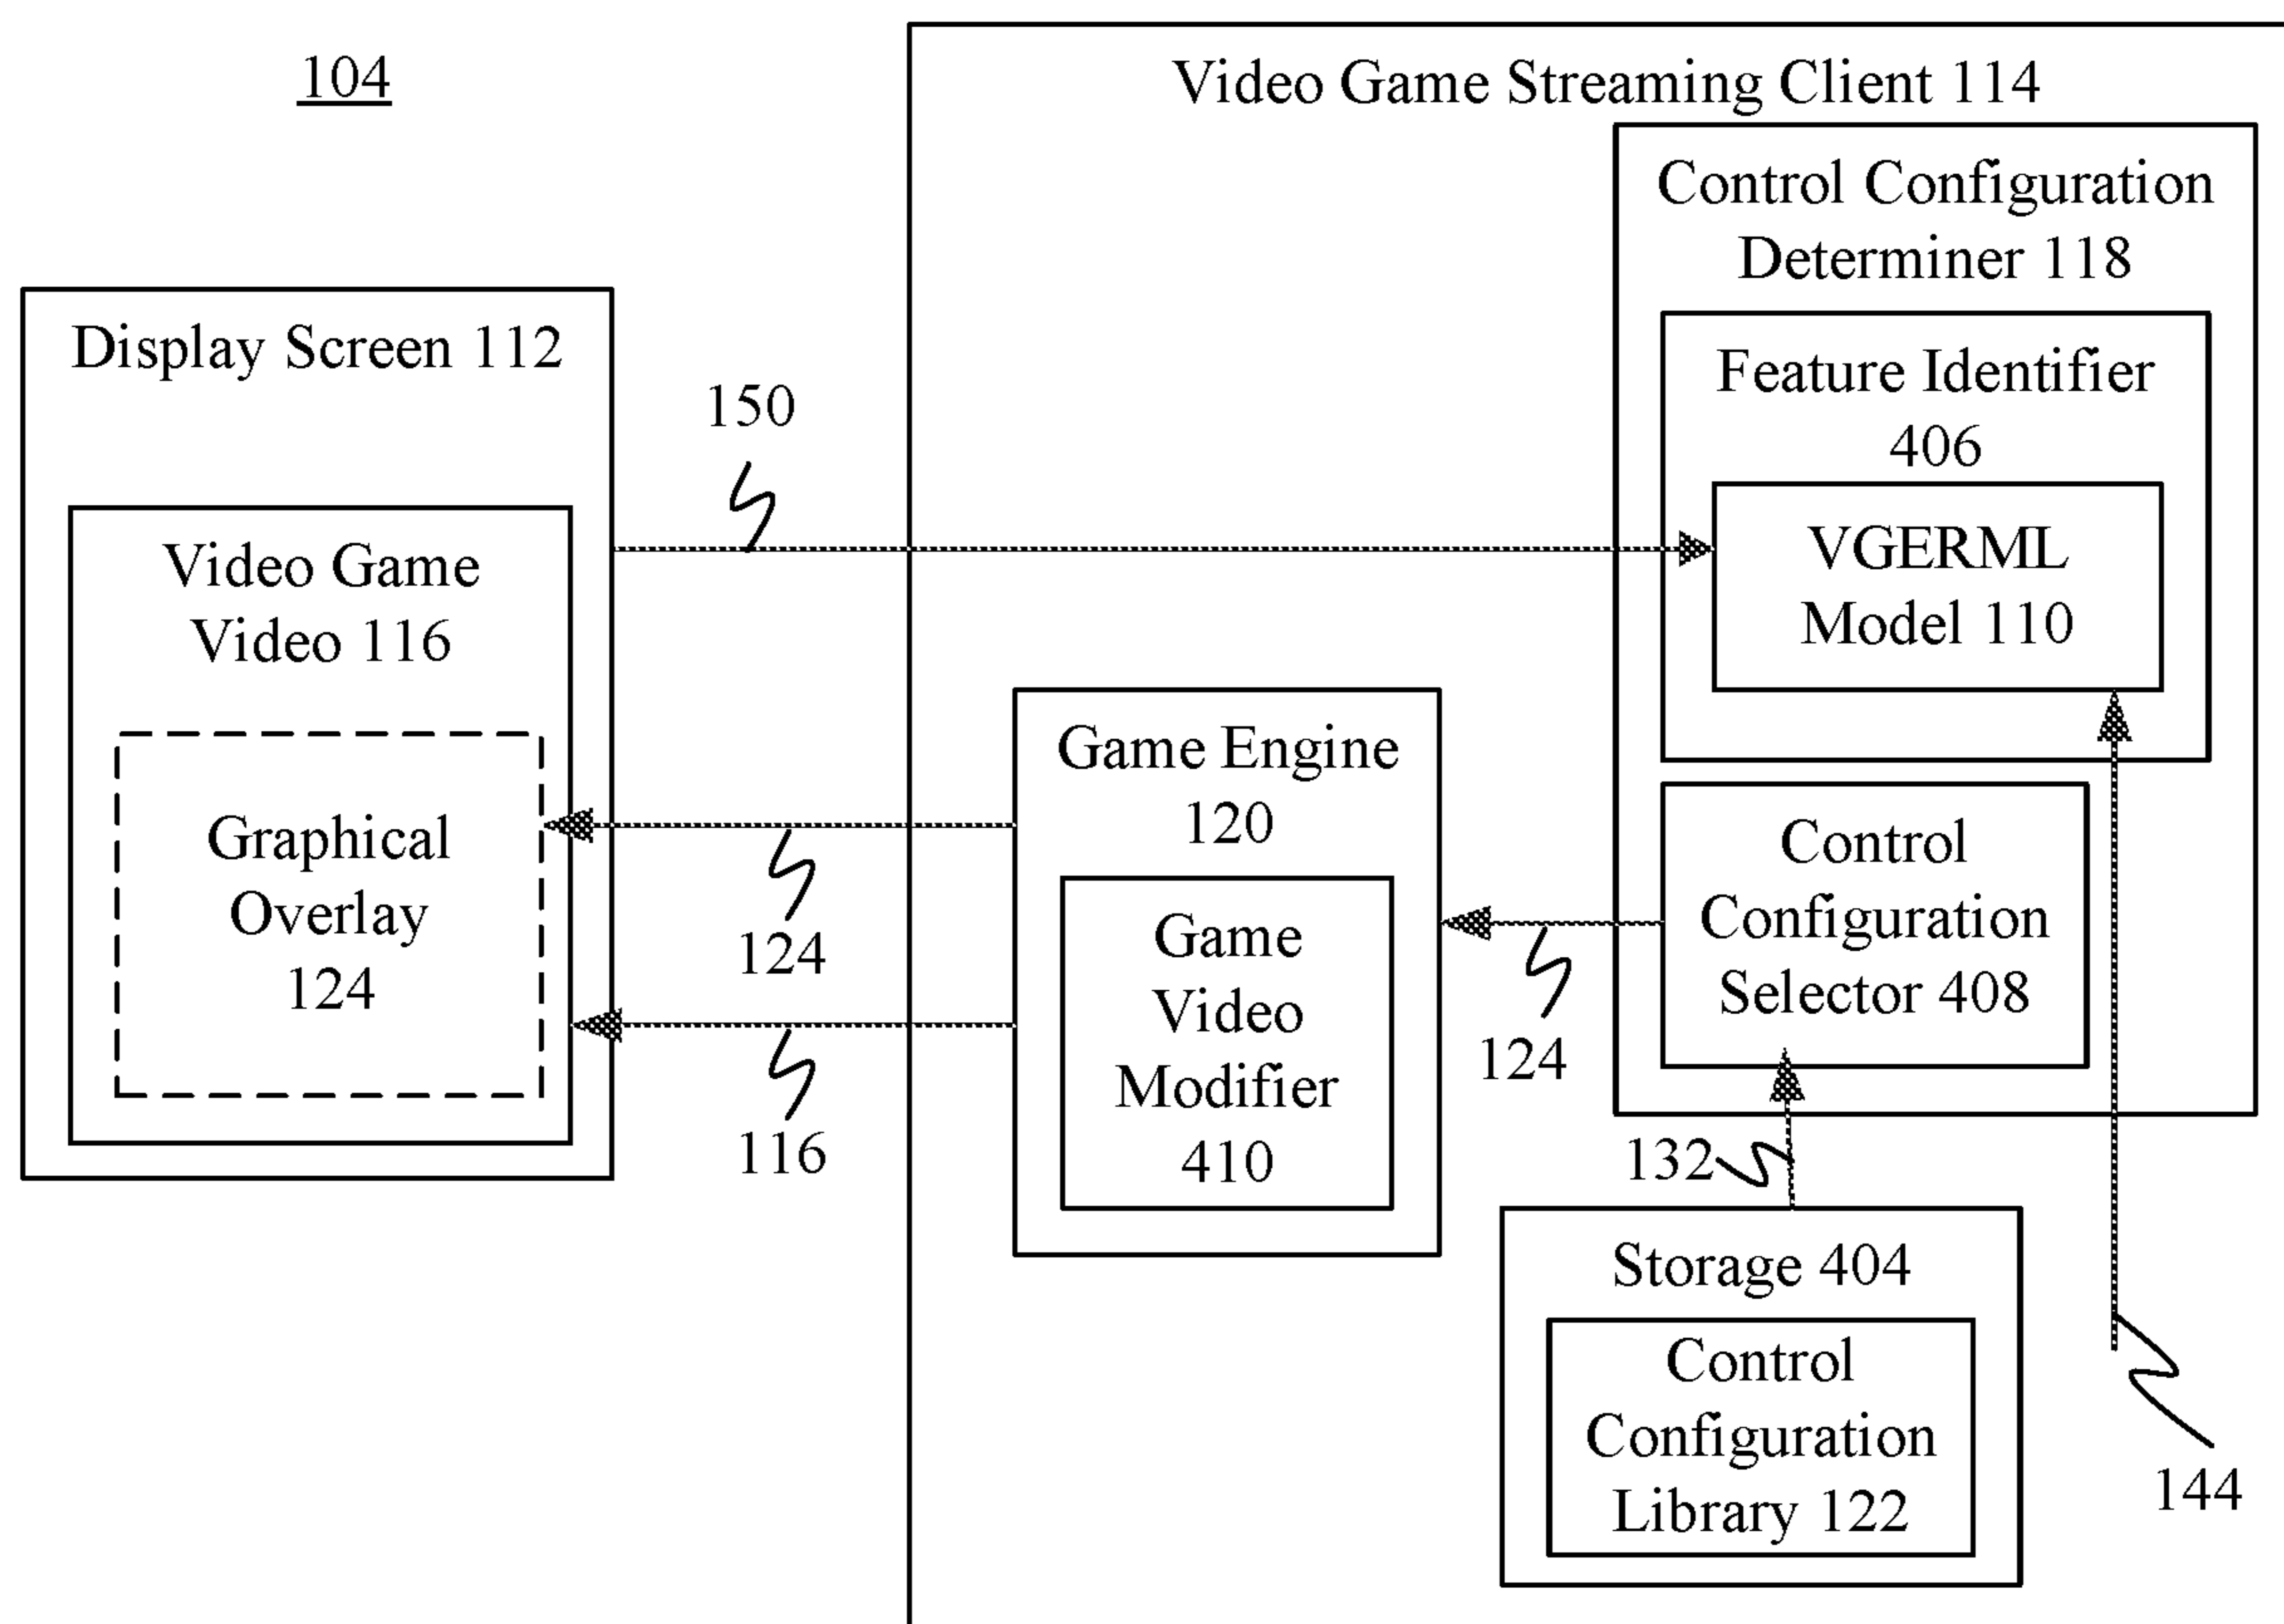 104
Video Game Streaming Client 114
Control Configuration
Determiner 118
Feature Identifier
406
VGERML
Model 110
Display Screen 112
150
Video Game
Video 116
Graphical
Overlay
124
Game Engine
120
Game
Video
Modifier
410
124
116
124
Control
Configuration
Selector 408
132
Storage 404
Control
Configuration
Library 122
144